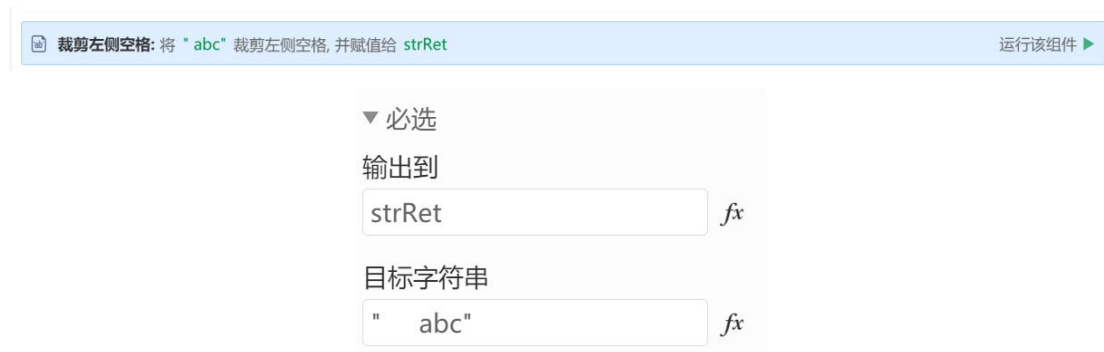 裁剪左侧空格: 将 " abc" 裁剪左侧空格, 并赋值给 strRet 运行该组件
必选
输出到
strRet fx
目标字符串
"    abc" fx